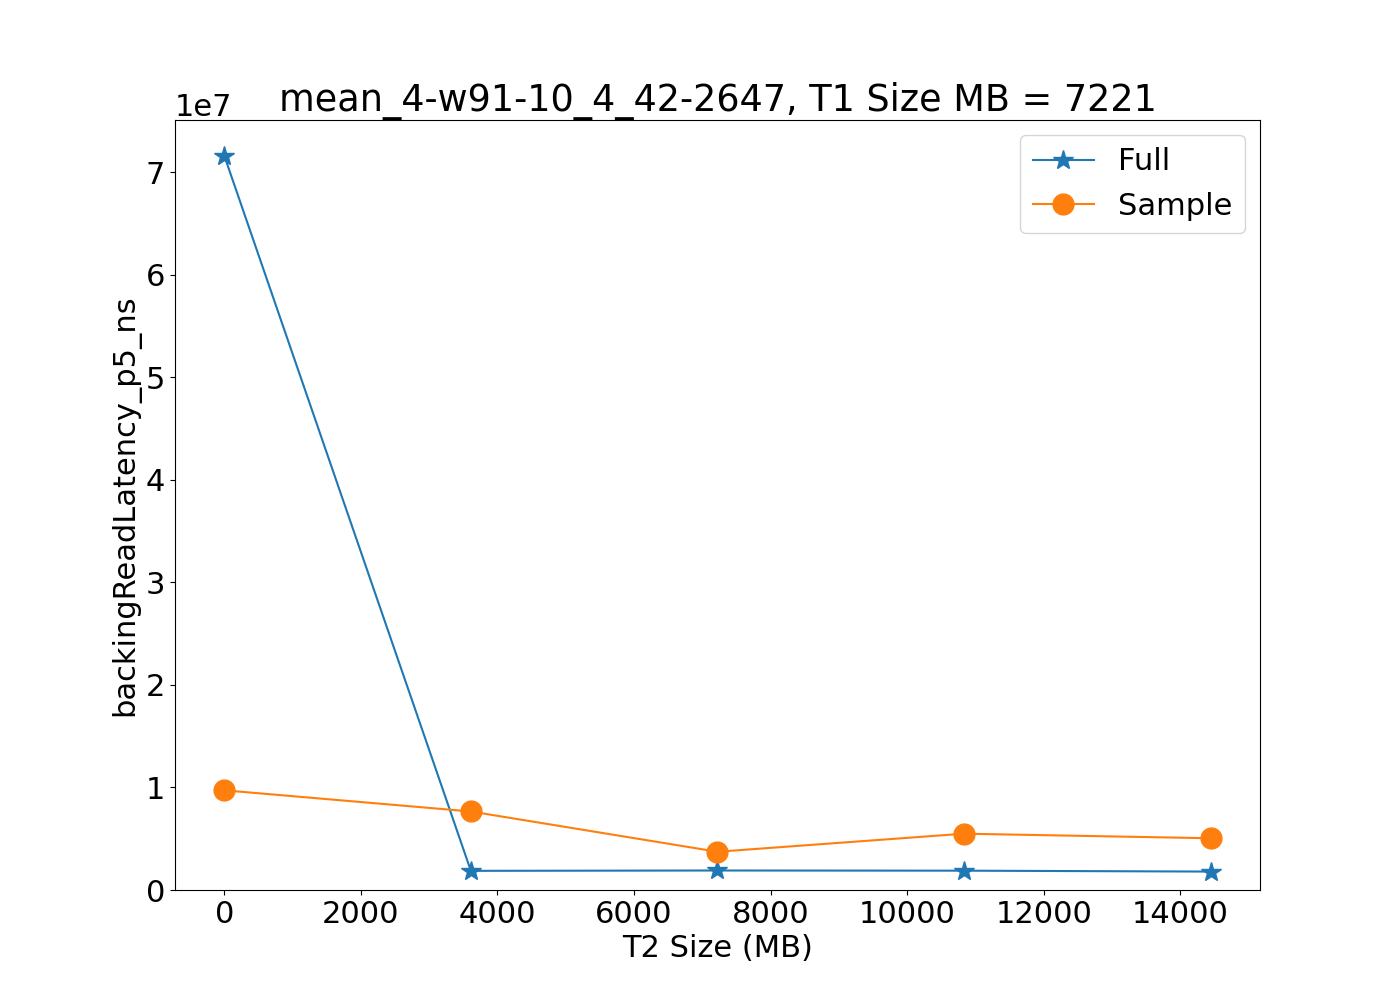 mean_4-w91-10_4_42-2647, T1 Size MB = 7221
1e7
Full
Sample
7
6
5
4
3
2
1
0
backingReadLatency_p5_ns
0 2000 4000 6000 8000 10000 12000 14000
T2 Size (MB)